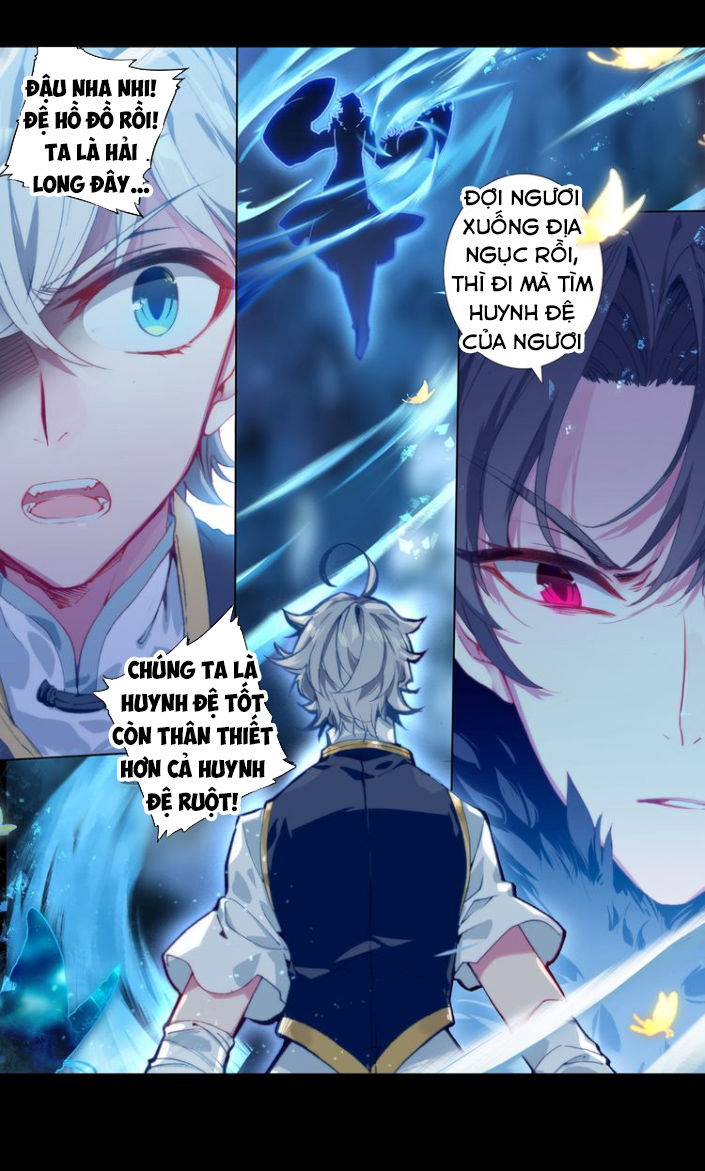 ĐẬU NHA NHI!
ĐỆ HỒ ĐỒ RỒI!
TA LÀ HẢI
LONG ĐÂY...
ĐỢI NGƯƠI
XUỐNG ĐỊA
NGỤC RỒI,
THÌ ĐI MÀ TÌM
HUYNH ĐỆ
CỦA NGƯƠI
CHÚNG TA LÀ
HUYNH ĐỆ TỐT
CÒN THÂN THIẾT
HƠN CẢ HUYNH
ĐỆ RUỘT!